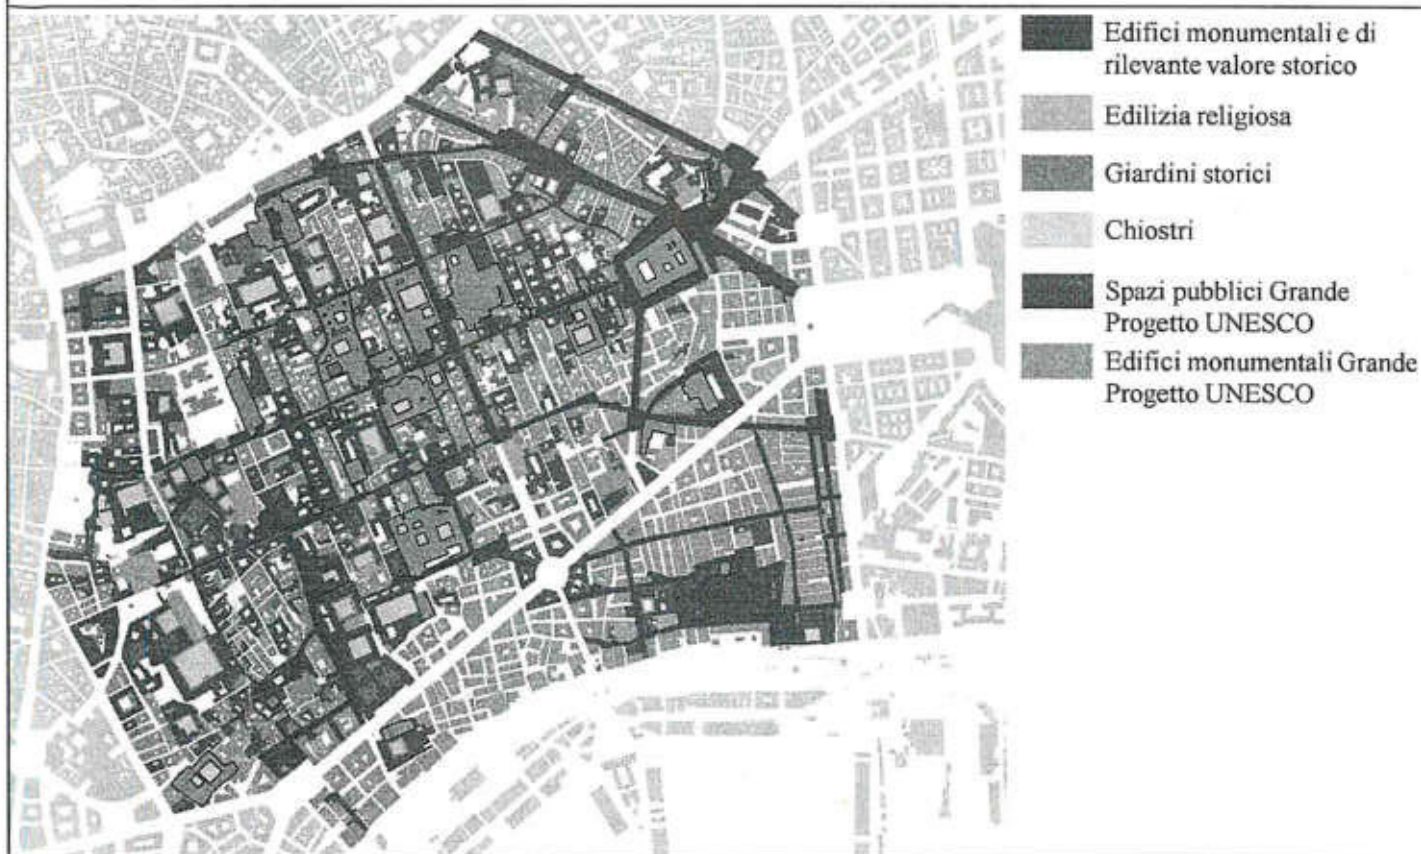 Edifici monumentali e di
rilevante valore storico
Edilizia religiosa
Giardini storici
Chiostri
Spazi pubblici Grande
Progetto UNESCO
Edifici monumentali Grande
Progetto UNESCO